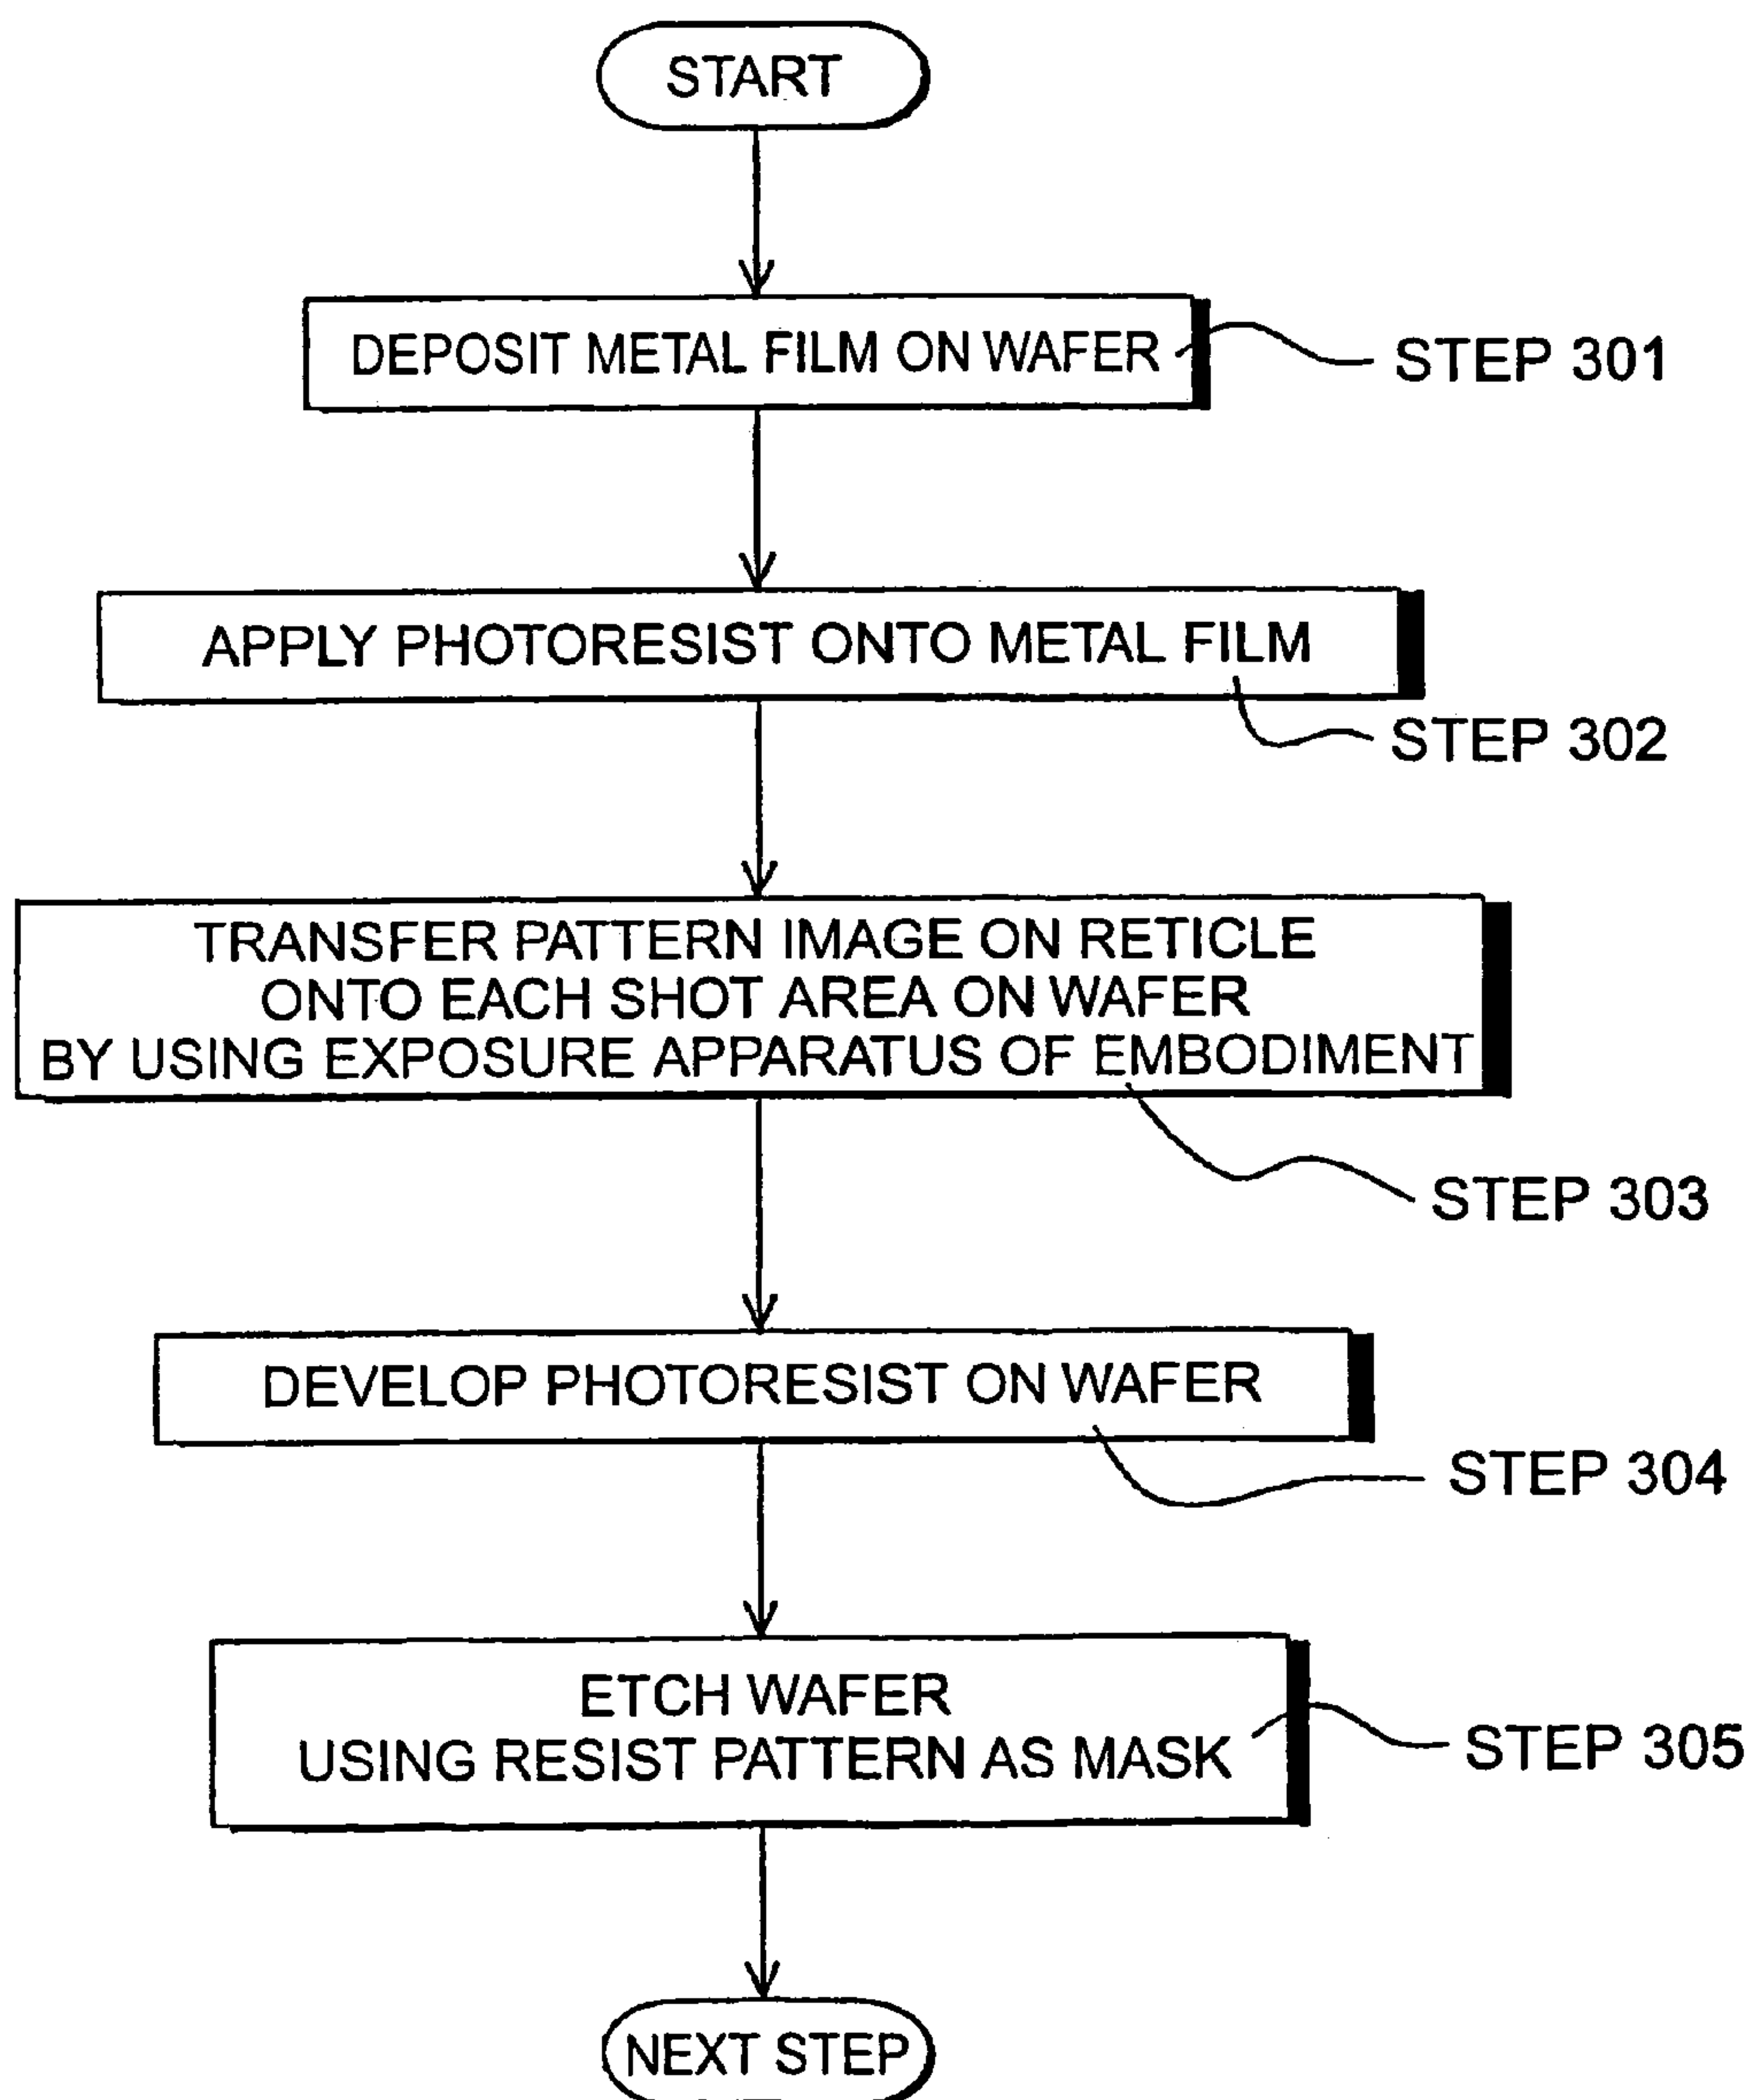 START
DEPOSIT METAL FILM ON WAFER
STEP 301
APPLY PHOTORESIST ONTO METAL FILM
STEP 302
TRANSFER PATTERN IMAGE ON RETICLE
ONTO EACH SHOT AREA ON WAFER
BY USING EXPOSURE APPARATUS OF EMBODIMENT
STEP 303
DEVELOP PHOTORESIST ON WAFER
STEP 304
ETCH WAFER
USING RESIST PATTERN AS MASK
STEP 305
NEXT STEP